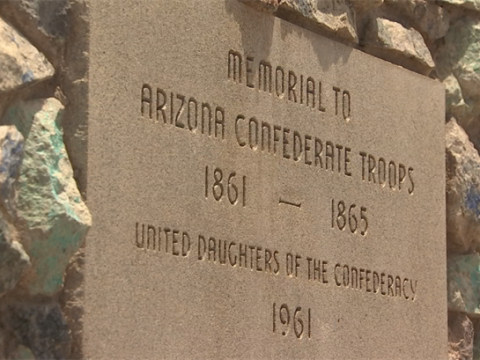 MEMORIAL TO
ARIZONA CONFEDERATE TROOPS
1861 — 1865
UNITED DAUGHTERS OF THE CONFEDERACY
1961